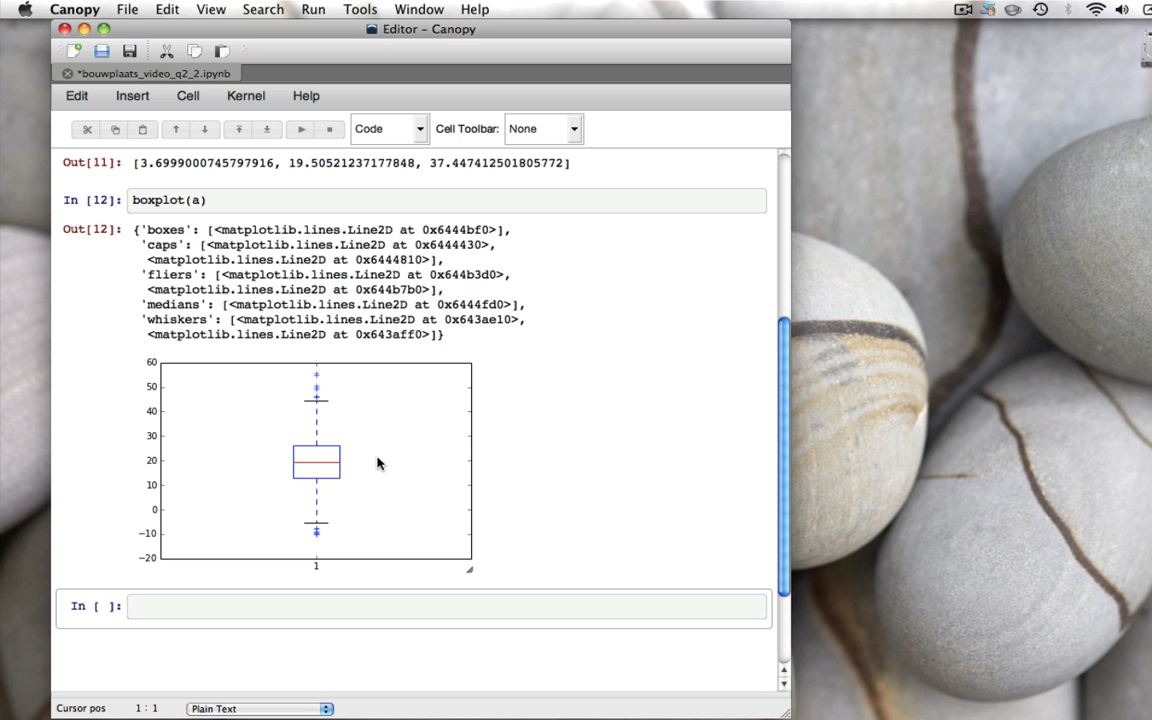 Canopy File Edit View Search Run Tools Window Help
Editor – Canopy
*bouwplaats_video_q2_2.ipynb
Edit Insert Cell Kernel Help
Code Cell Toolbar: None
Out[11]: [3.6999000745797916, 19.50521237177848, 37.447412501805772]
In [12]: boxplot(a)
Out[12]: {'boxes': [<matplotlib.lines.Line2D at 0x6444bf0>],
'caps': [<matplotlib.lines.Line2D at 0x6444430>,
<matplotlib.lines.Line2D at 0x6444810>],
'fliers': [<matplotlib.lines.Line2D at 0x644b3d0>,
<matplotlib.lines.Line2D at 0x644b7b0>],
'medians': [<matplotlib.lines.Line2D at 0x6444fd0>],
'whiskers': [<matplotlib.lines.Line2D at 0x643ae10>,
<matplotlib.lines.Line2D at 0x643aff0>]}
60
50
40
30
20
10
0
−10
−20
1
In [ ]:
Cursor pos 1 : 1 Plain Text